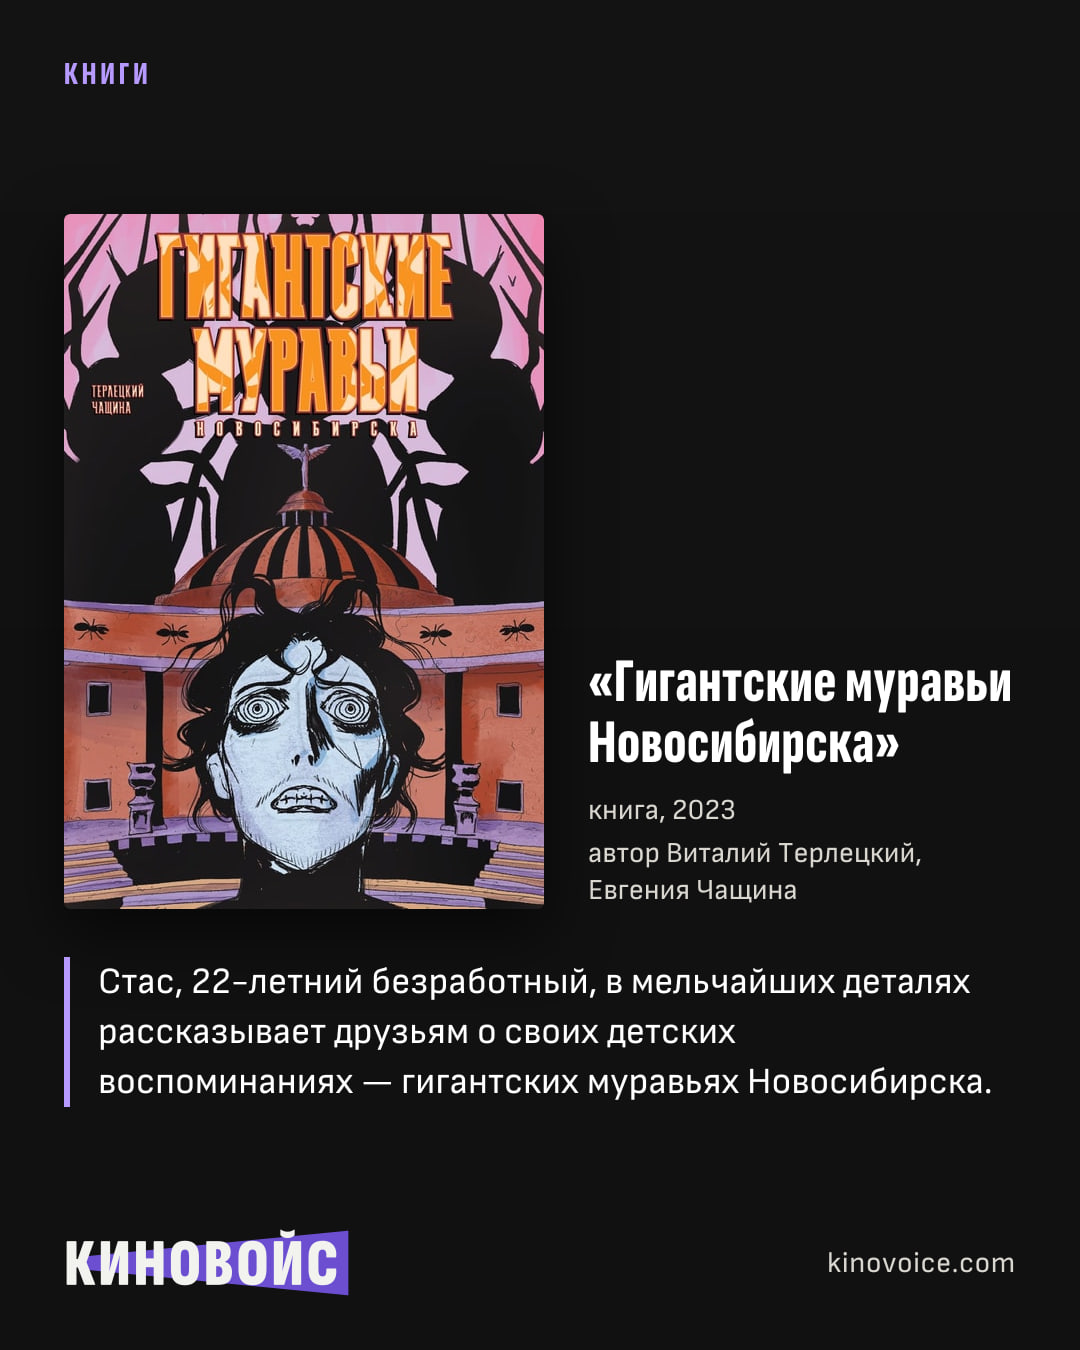 КНИГИ
ГИГАНТСКИЕ
МУРАВЬИ
НОВОСИБИРСКА
ТЕРЛЕЦКИЙ
ЧАЩИНА
«Гигантские муравьи
Новосибирска»
книга, 2023
автор Виталий Терлецкий,
Евгения Чащина
Стас, 22-летний безработный, в мельчайших деталях
рассказывает друзьям о своих детских
воспоминаниях — гигантских муравьях Новосибирска.
КИНОВОЙС
kinovoice.com